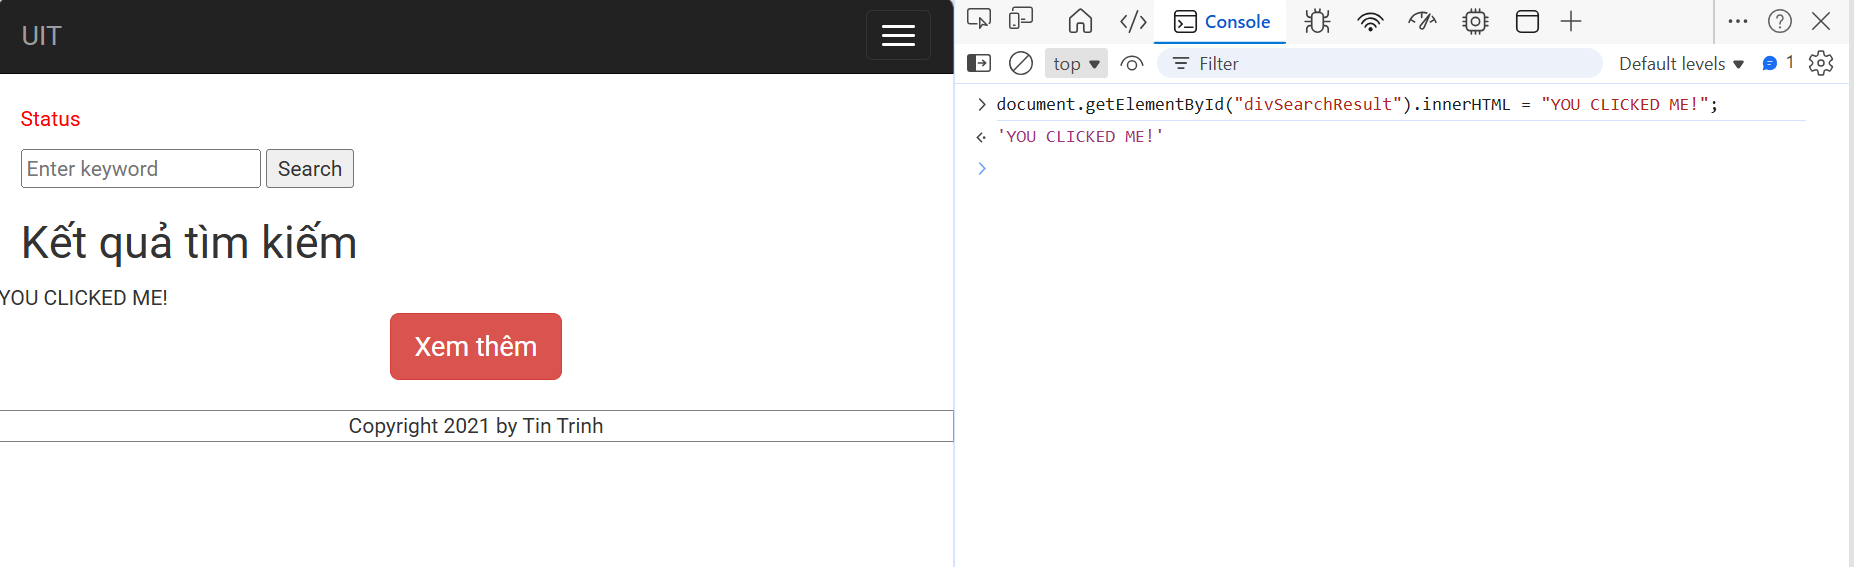 UIT
Status
Enter keyword Search
Kết quả tìm kiếm
YOU CLICKED ME!
Xem thêm
Copyright 2021 by Tin Trinh
Console
top Filter Default levels 1
document.getElementById("divSearchResult").innerHTML = "YOU CLICKED ME!";
'YOU CLICKED ME!'